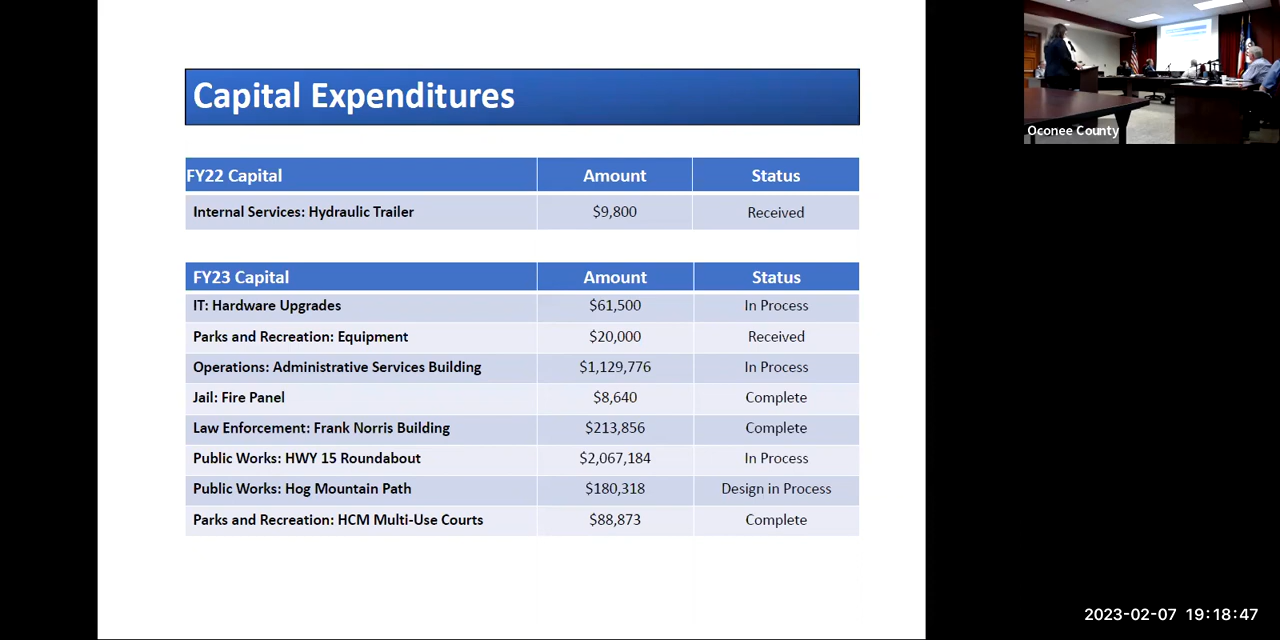 Capital Expenditures
FY22 Capital Amount Status
Internal Services: Hydraulic Trailer $9,800 Received
FY23 Capital Amount Status
IT: Hardware Upgrades $61,500 In Process
Parks and Recreation: Equipment $20,000 Received
Operations: Administrative Services Building $1,129,776 In Process
Jail: Fire Panel $8,640 Complete
Law Enforcement: Frank Norris Building $213,856 Complete
Public Works: HWY 15 Roundabout $2,067,184 In Process
Public Works: Hog Mountain Path $180,318 Design in Process
Parks and Recreation: HCM Multi-Use Courts $88,873 Complete
Oconee County
2023-02-07 19:18:47